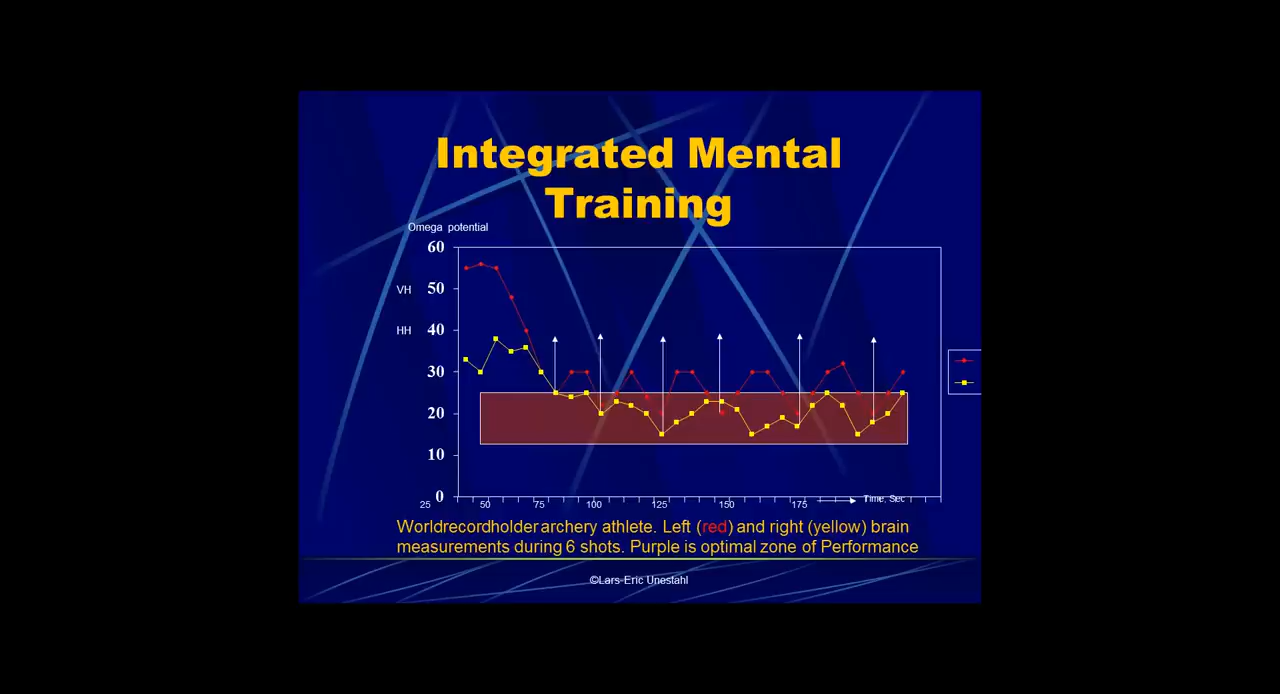 Integrated Mental
Training
Omega potential
60
VH 50
HH 40
30
20
10
0
25 50 75 100 125 150 175 Time, Sec
Worldrecordholder archery athlete. Left (red) and right (yellow) brain
measurements during 6 shots. Purple is optimal zone of Performance
©Lars-Eric Unestahl